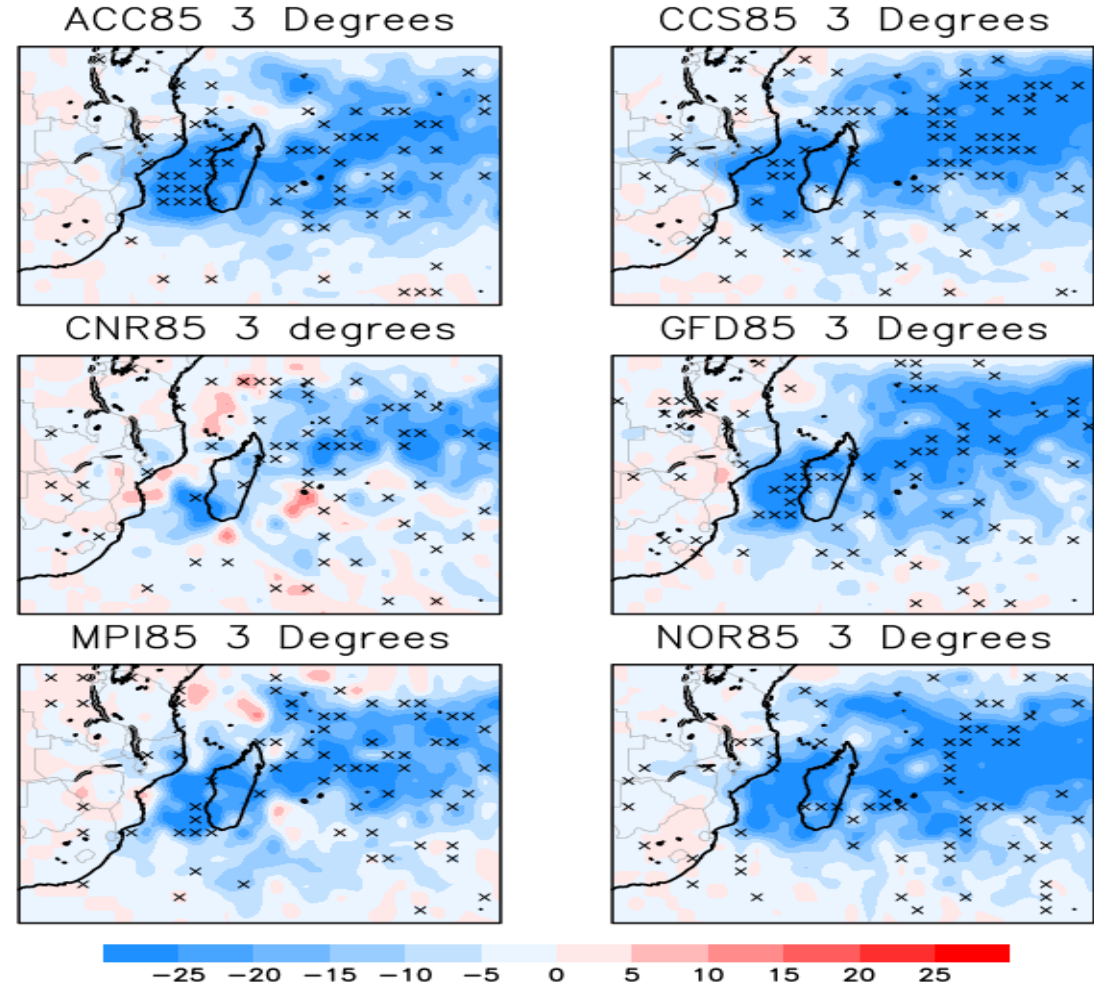 ACC85 3 Degrees
CCS85 3 Degrees
CNR85 3 degrees
GFD85 3 Degrees
MPI85 3 Degrees
NOR85 3 Degrees
−25 −20 −15 −10 −5 0 5 10 15 20 25